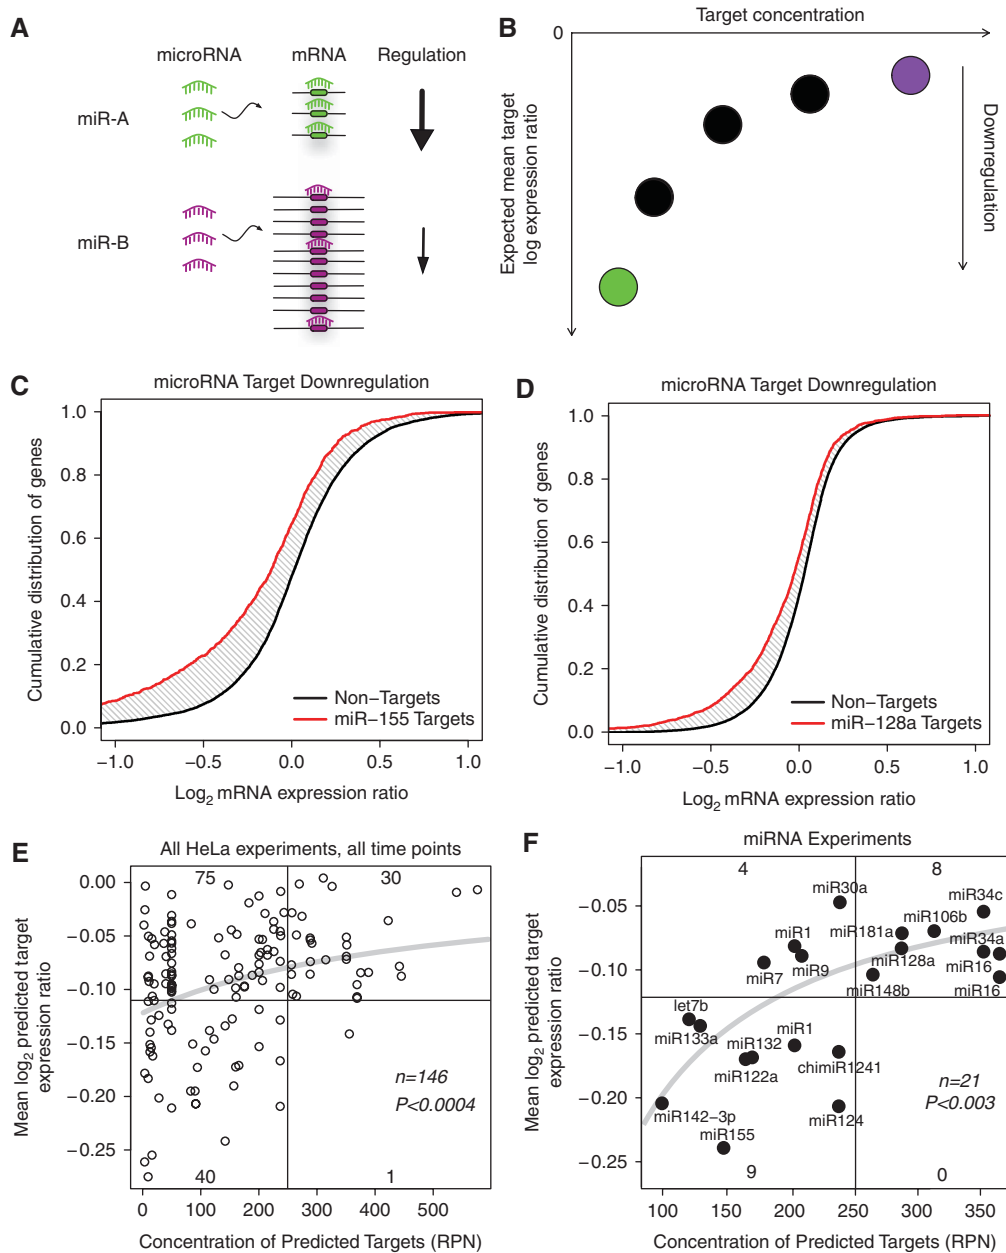 A
microRNA
mRNA
Regulation
miR-A
miR-B
B
Target concentration
0
Expected mean target
log expression ratio
Downregulation
C
microRNA Target Downregulation
Cumulative distribution of genes
1.0
0.8
0.6
0.4
0.2
0.0
Non−Targets
miR−155 Targets
−1.0
−0.5
0.0
0.5
1.0
Log2 mRNA expression ratio
D
microRNA Target Downregulation
Cumulative distribution of genes
1.0
0.8
0.6
0.4
0.2
0.0
Non−Targets
miR−128a Targets
−1.0
−0.5
0.0
0.5
1.0
Log2 mRNA expression ratio
E
All HeLa experiments, all time points
Mean log2 predicted target
expression ratio
0.00
−0.05
−0.10
−0.15
−0.20
−0.25
75
30
n=146
P<0.0004
40
1
0
100
200
300
400
500
Concentration of Predicted Targets (RPN)
F
miRNA Experiments
Mean log2 predicted target
expression ratio
−0.05
−0.10
−0.15
−0.20
−0.25
4
8
miR30a
miR34c
miR106b
miR1
miR181a
miR34a
miR128a
miR9
miR7
miR16
miR148b
miR16
let7b
miR133a
miR132
miR1
miR122a
chimiR1241
n=21
P<0.003
miR142−3p
miR124
miR155
9
0
100
150
200
250
300
350
Concentration of Predicted Targets (RPN)